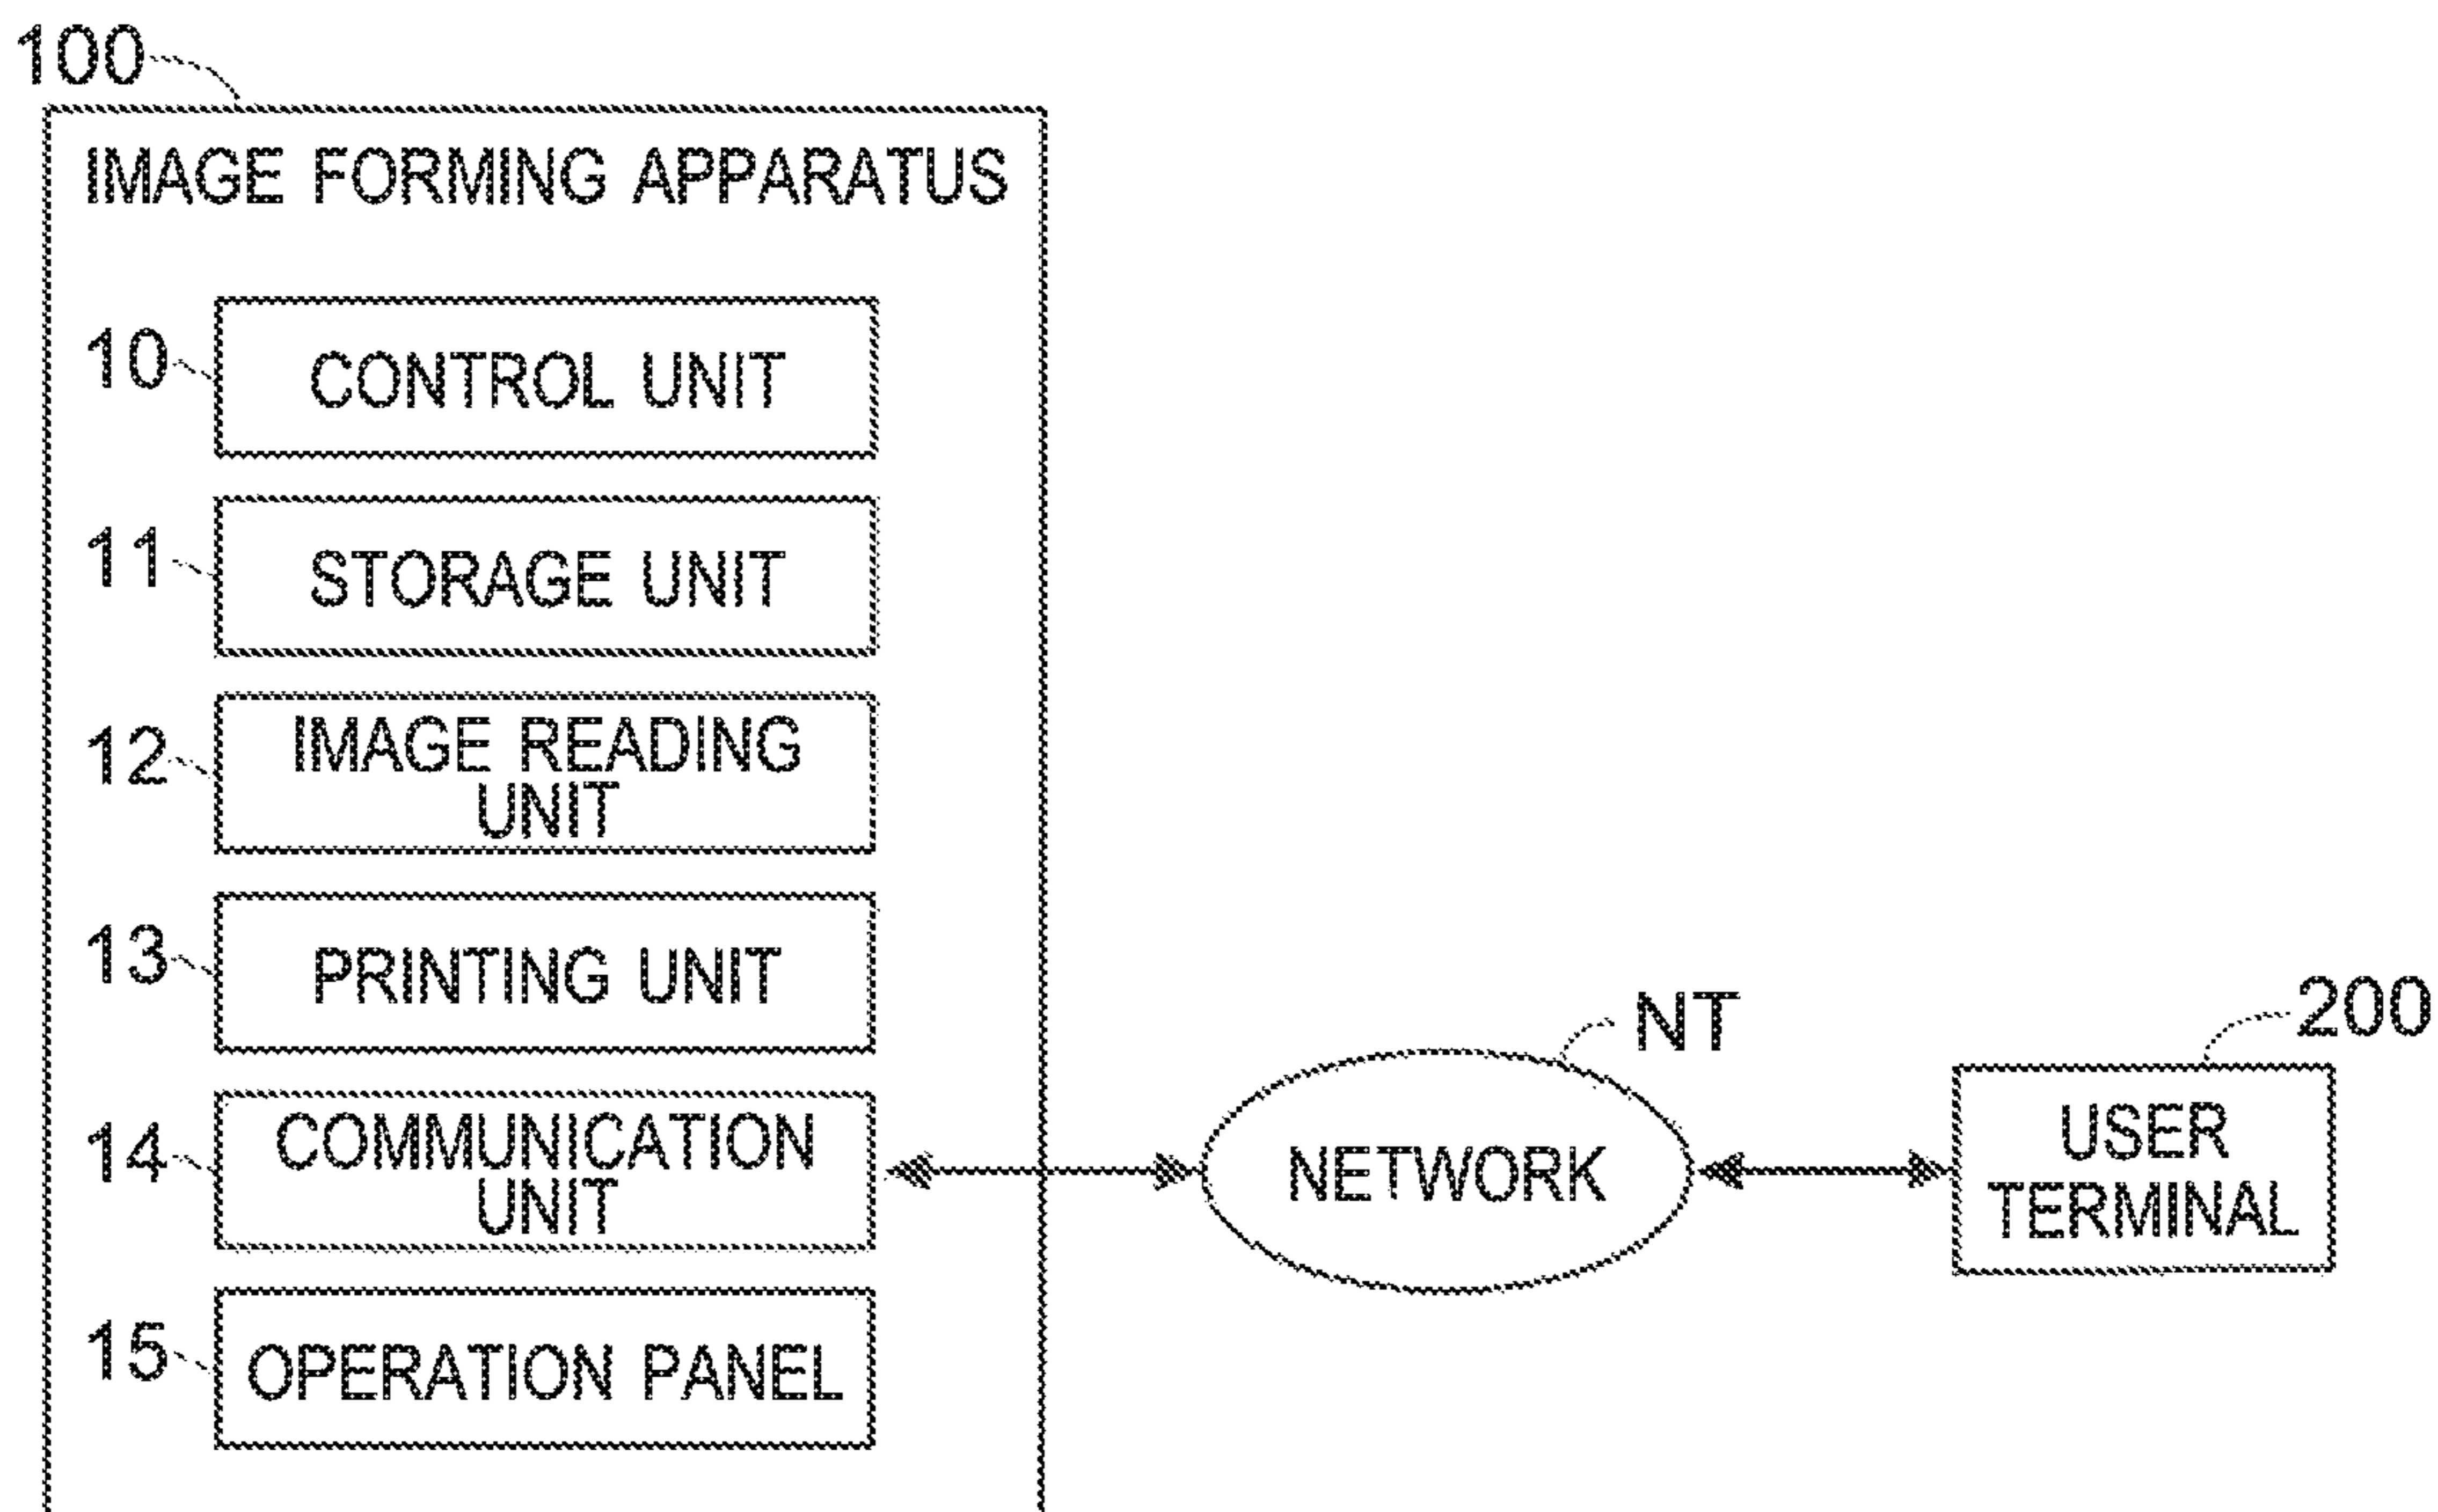 100
IMAGE FORMING APPARATUS
10
CONTROL UNIT
11
STORAGE UNIT
12
IMAGE READING
UNIT
13
PRINTING UNIT
14
COMMUNICATION
UNIT
15
OPERATION PANEL
NT
NETWORK
200
USER
TERMINAL